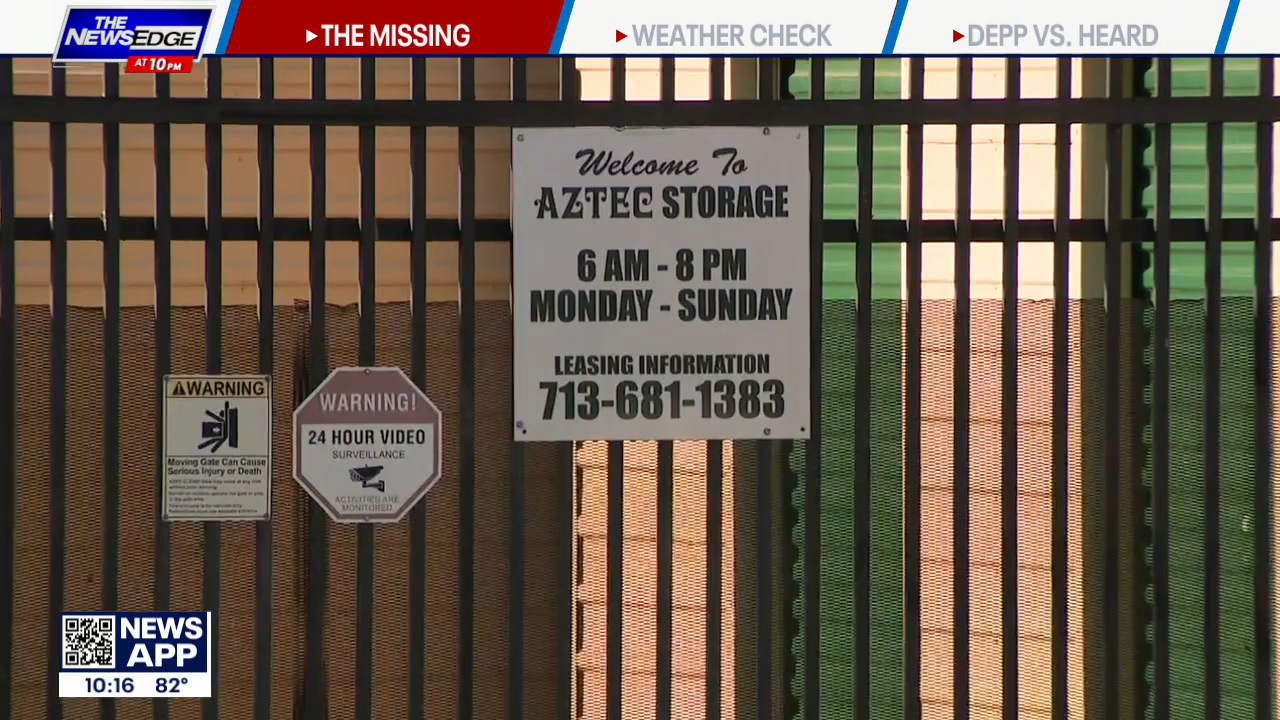 THE
NEWSEDGE
AT 10 PM
THE MISSING
WEATHER CHECK
DEPP VS. HEARD
Welcome To
AZTEC STORAGE
6 AM - 8 PM
MONDAY - SUNDAY
LEASING INFORMATION
713-681-1383
WARNING
Moving Gate Can Cause
Serious Injury or Death
WARNING!
24 HOUR VIDEO
SURVEILLANCE
ACTIVITIES ARE
MONITORED
NEWS
APP
10:16 82°